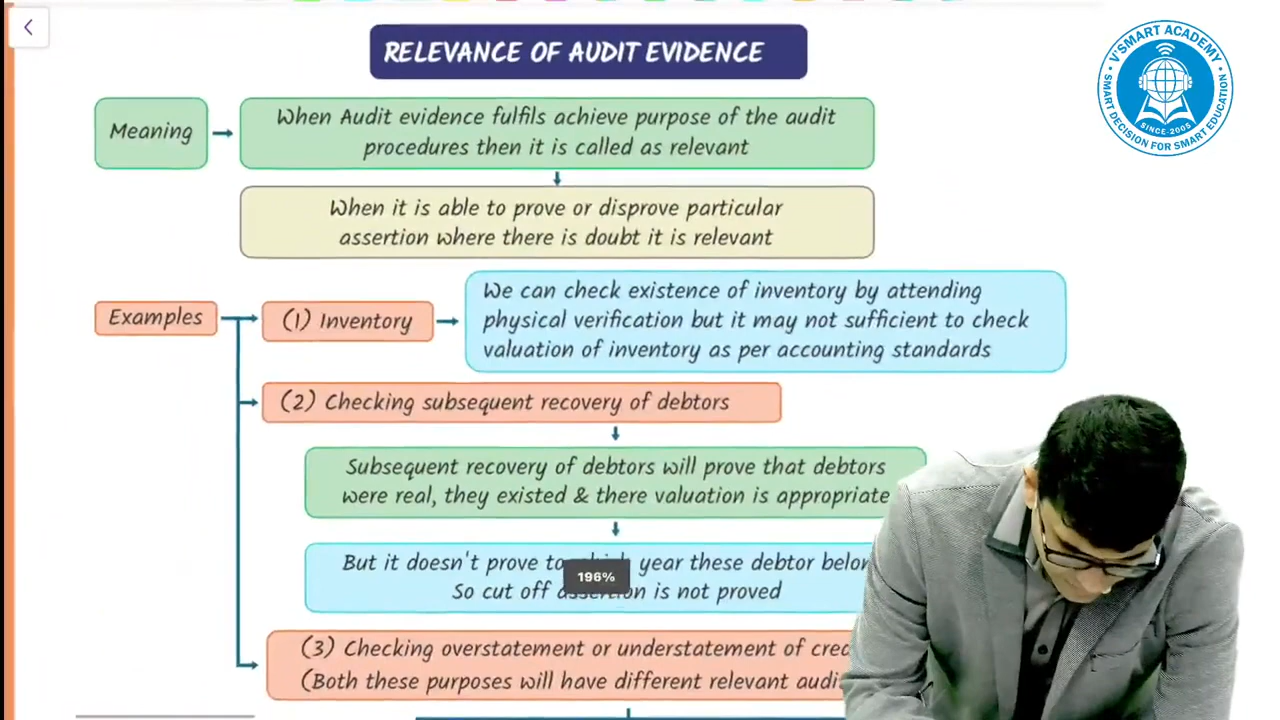 RELEVANCE OF AUDIT EVIDENCE
V'SMART ACADEMY
SMART DECISION FOR SMART EDUCATION
SINCE-2005
Meaning
When Audit evidence fulfils achieve purpose of the audit
procedures then it is called as relevant
When it is able to prove or disprove particular
assertion where there is doubt it is relevant
Examples
(1) Inventory
We can check existence of inventory by attending
physical verification but it may not sufficient to check
valuation of inventory as per accounting standards
(2) Checking subsequent recovery of debtors
Subsequent recovery of debtors will prove that debtors
were real, they existed & there valuation is appropriate
But it doesn't prove to year these debtor
196%
So cut off is not proved
(3) Checking overstatement or understatement of
(Both these purposes will have different relevant